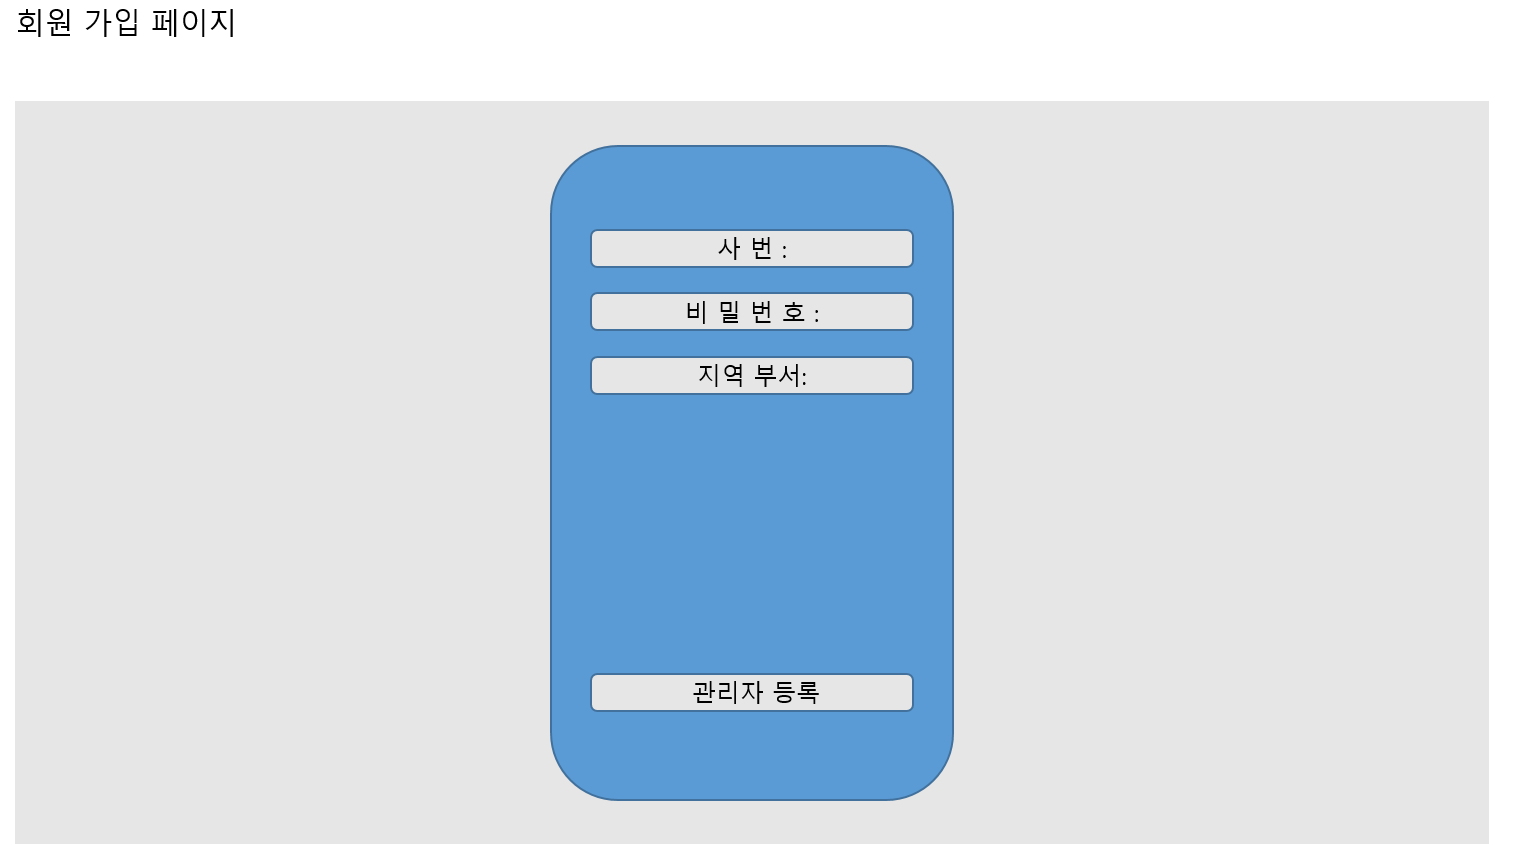 회원 가입 페이지
사 번 :
비 밀 번 호 :
지역 부서:
관리자 등록